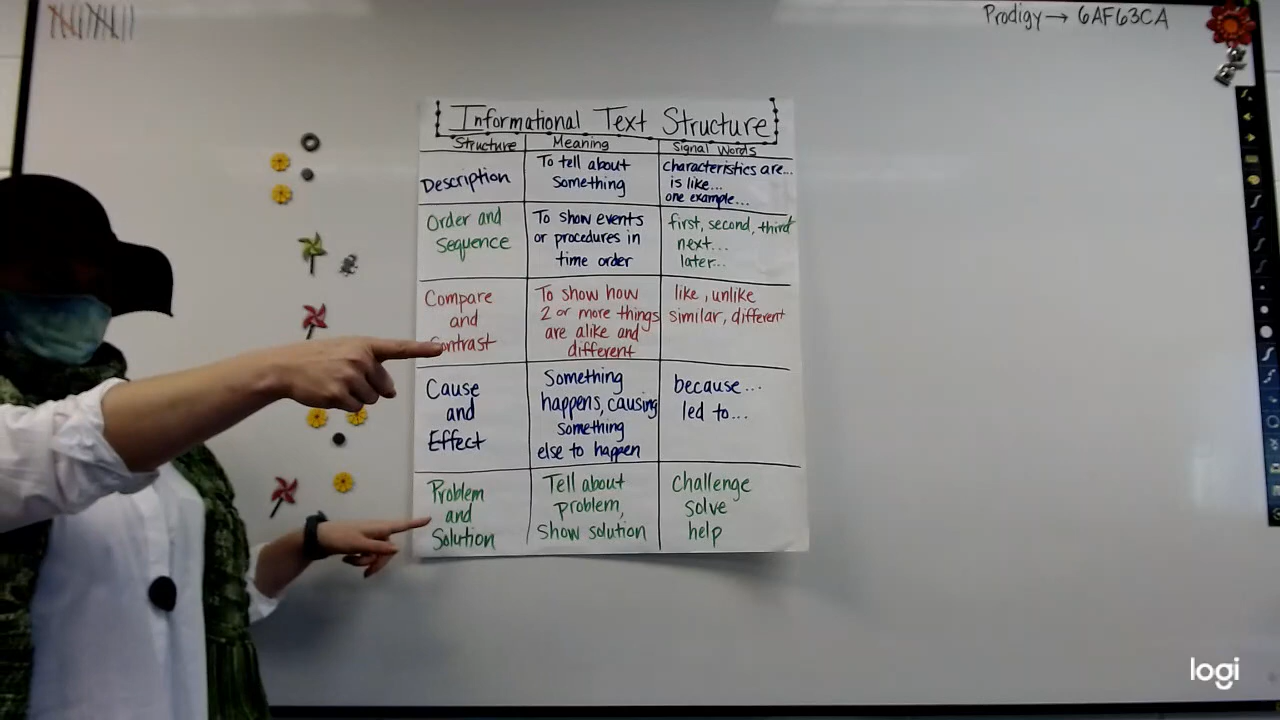 Prodigy → 6AF63CA
Informational Text Structure
Structure
Meaning
Signal Words
Description
To tell about
something
characteristics are...
is like...
one example...
Order and
Sequence
To show events
or procedures in
time order
first, second, third
next...
later...
Compare
and
Contrast
To show how
2 or more things
are alike and
different
like, unlike
similar, different
Cause
and
Effect
Something
happens, causing
something
else to happen
because...
led to...
Problem
and
Solution
Tell about
problem,
Show solution
Challenge
solve
help
logi